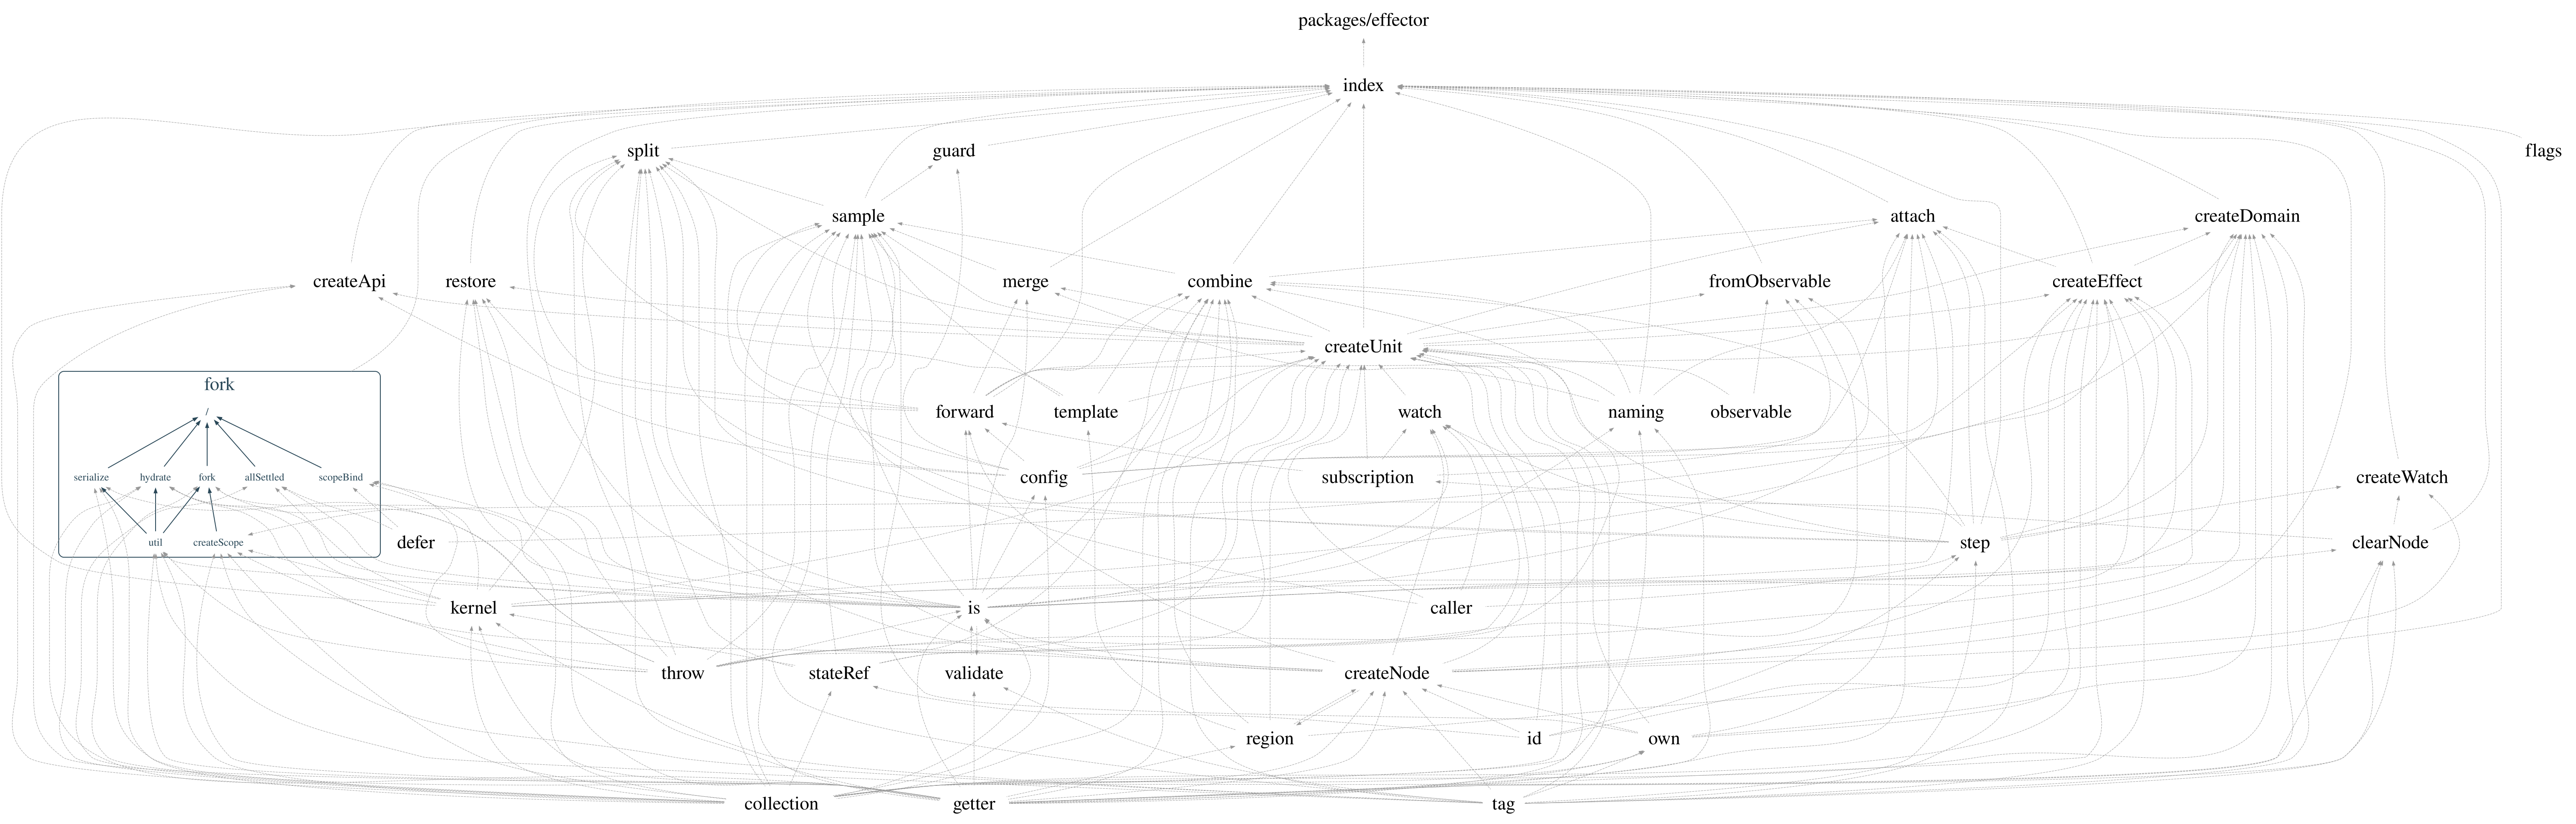 packages/effector
index
split
guard
flags
sample
attach
createDomain
createApi
restore
merge
combine
fromObservable
createEffect
createUnit
fork
/
forward
template
watch
naming
observable
serialize
hydrate
fork
allSettled
scopeBind
config
subscription
createWatch
util
createScope
defer
step
clearNode
kernel
is
caller
throw
stateRef
validate
createNode
region
id
own
collection
getter
tag